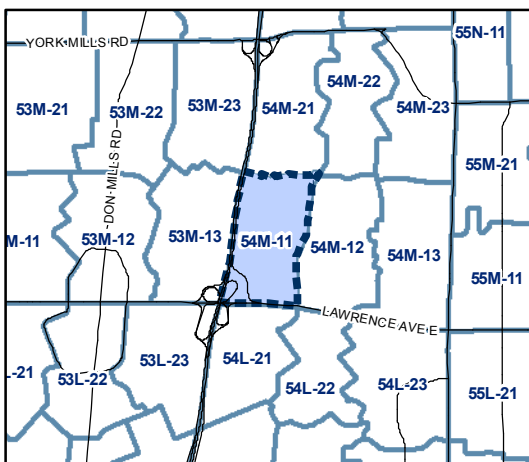 55N-11
YORK MILLS RD
54M-22
53M-21
53M-22
53M-23
54M-21
54M-23
55M-21
DON MILLS RD
M-11
53M-12
53M-13
54M-11
54M-12
54M-13
55M-11
LAWRENCE AVE E
53L-23
54L-21
L-21
53L-22
54L-22
54L-23
55L-21